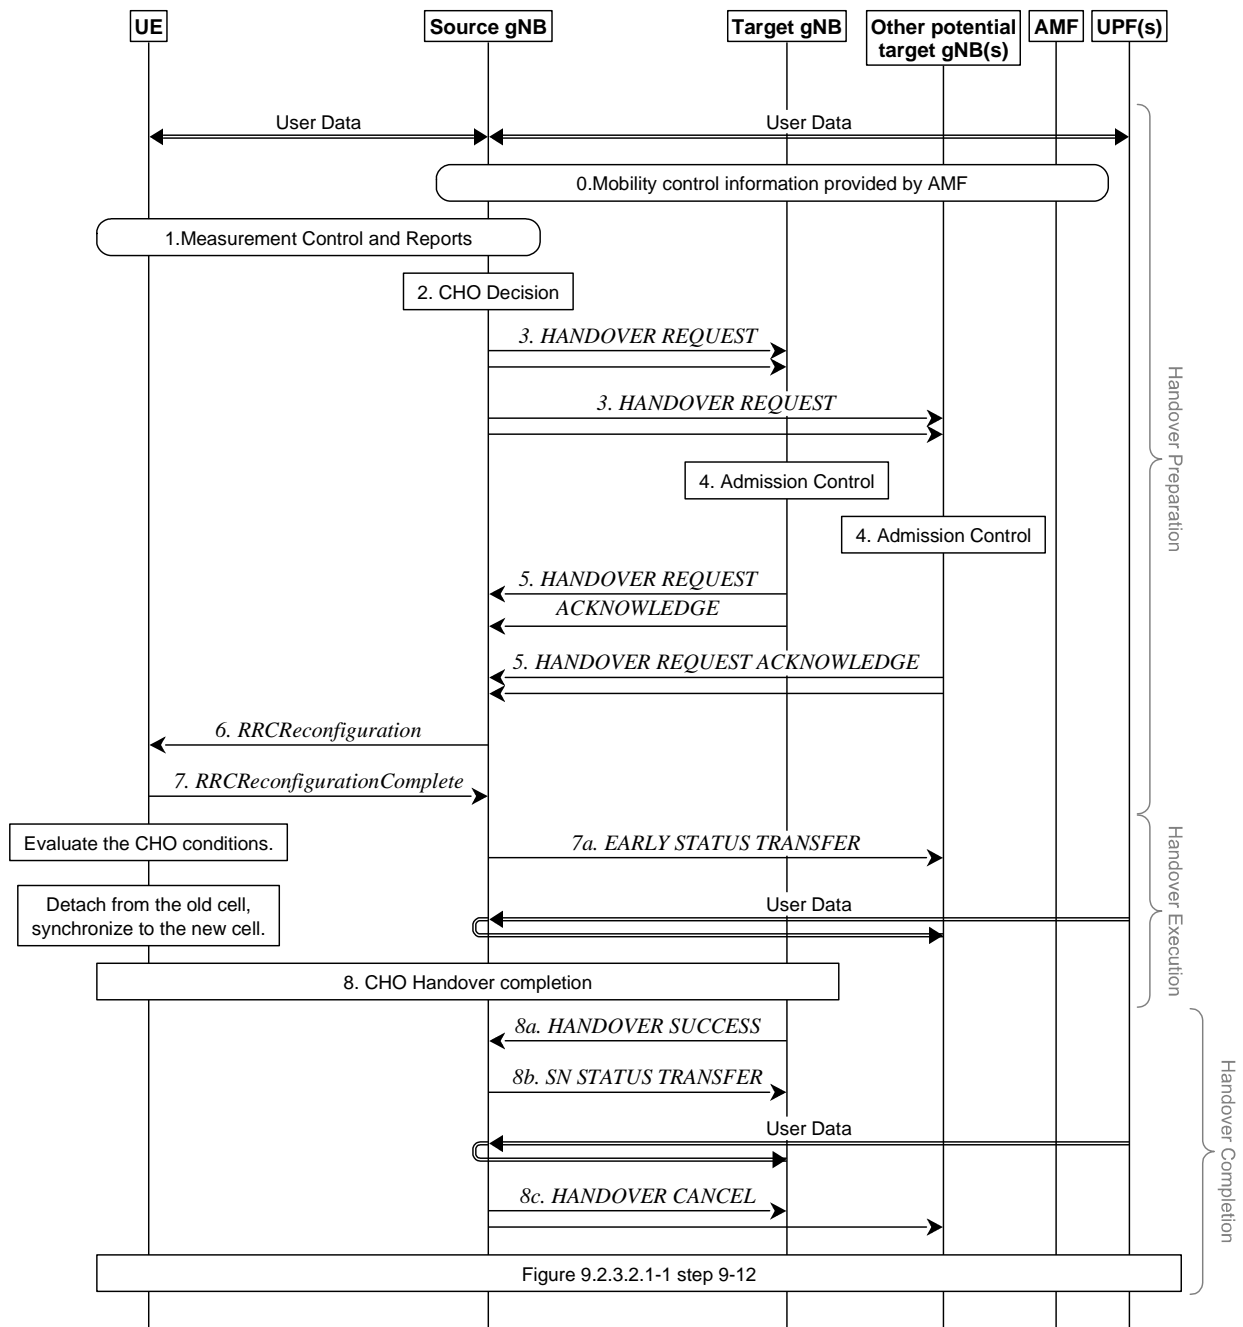 UE
Source gNB
Target gNB
Other potential
target gNB(s)
AMF
UPF(s)
User Data
User Data
0.Mobility control information provided by AMF
1.Measurement Control and Reports
2. CHO Decision
3. HANDOVER REQUEST
3. HANDOVER REQUEST
Handover Preparation
4. Admission Control
4. Admission Control
5. HANDOVER REQUEST
ACKNOWLEDGE
5. HANDOVER REQUEST ACKNOWLEDGE
6. RRCReconfiguration
7. RRCReconfigurationComplete
Evaluate the CHO conditions.
7a. EARLY STATUS TRANSFER
Handover Execution
Detach from the old cell,
synchronize to the new cell.
User Data
8. CHO Handover completion
8a. HANDOVER SUCCESS
8b. SN STATUS TRANSFER
User Data
Handover Completion
8c. HANDOVER CANCEL
Figure 9.2.3.2.1-1 step 9-12